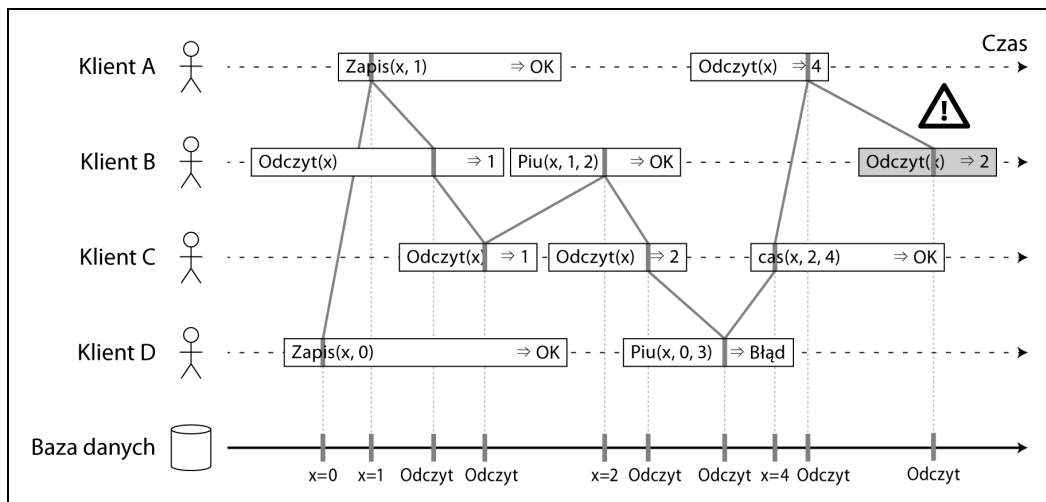 Czas
Klient A Zapis(x, 1) ⇒ OK Odczyt(x) ⇒ 4
Klient B Odczyt(x) ⇒ 1 Piu(x, 1, 2) ⇒ OK Odczyt(x) ⇒ 2
Klient C Odczyt(x) ⇒ 1 Odczyt(x) ⇒ 2 cas(x, 2, 4) ⇒ OK
Klient D Zapis(x, 0) ⇒ OK Piu(x, 0, 3) ⇒ Błąd
Baza danych
x=0 x=1 Odczyt Odczyt x=2 Odczyt Odczyt x=4 Odczyt Odczyt